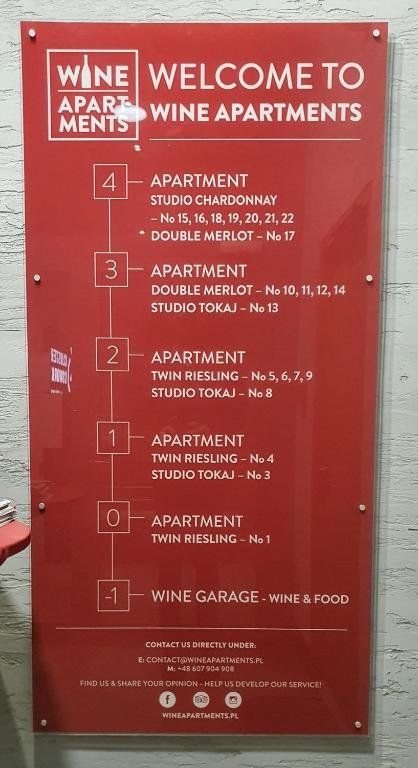 WINE
APART
MENTS
WELCOME TO
WINE APARTMENTS
4
APARTMENT
STUDIO CHARDONNAY
– No 15, 16, 18, 19, 20, 21, 22
DOUBLE MERLOT – No 17
3
APARTMENT
DOUBLE MERLOT – No 10, 11, 12, 14
STUDIO TOKAJ – No 13
2
APARTMENT
TWIN RIESLING – No 5, 6, 7, 9
STUDIO TOKAJ – No 8
1
APARTMENT
TWIN RIESLING – No 4
STUDIO TOKAJ – No 3
0
APARTMENT
TWIN RIESLING – No 1
-1
WINE GARAGE - WINE & FOOD
CONTACT US DIRECTLY UNDER:
E: CONTACT@WINEAPARTMENTS.PL
M: +48 607 904 908
FIND US & SHARE YOUR OPINION - HELP US DEVELOP OUR SERVICE!
WINEAPARTMENTS.PL